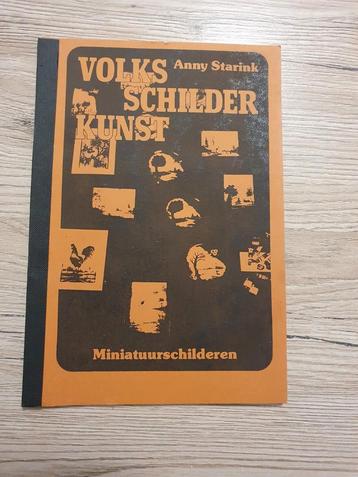 VOLKS Anny Starink
SCHILDER
KUNST
Miniatuurschilderen